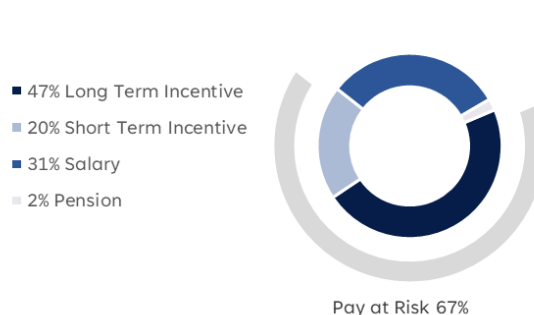 47% Long Term Incentive
20% Short Term Incentive
31% Salary
2% Pension
Pay at Risk 67%